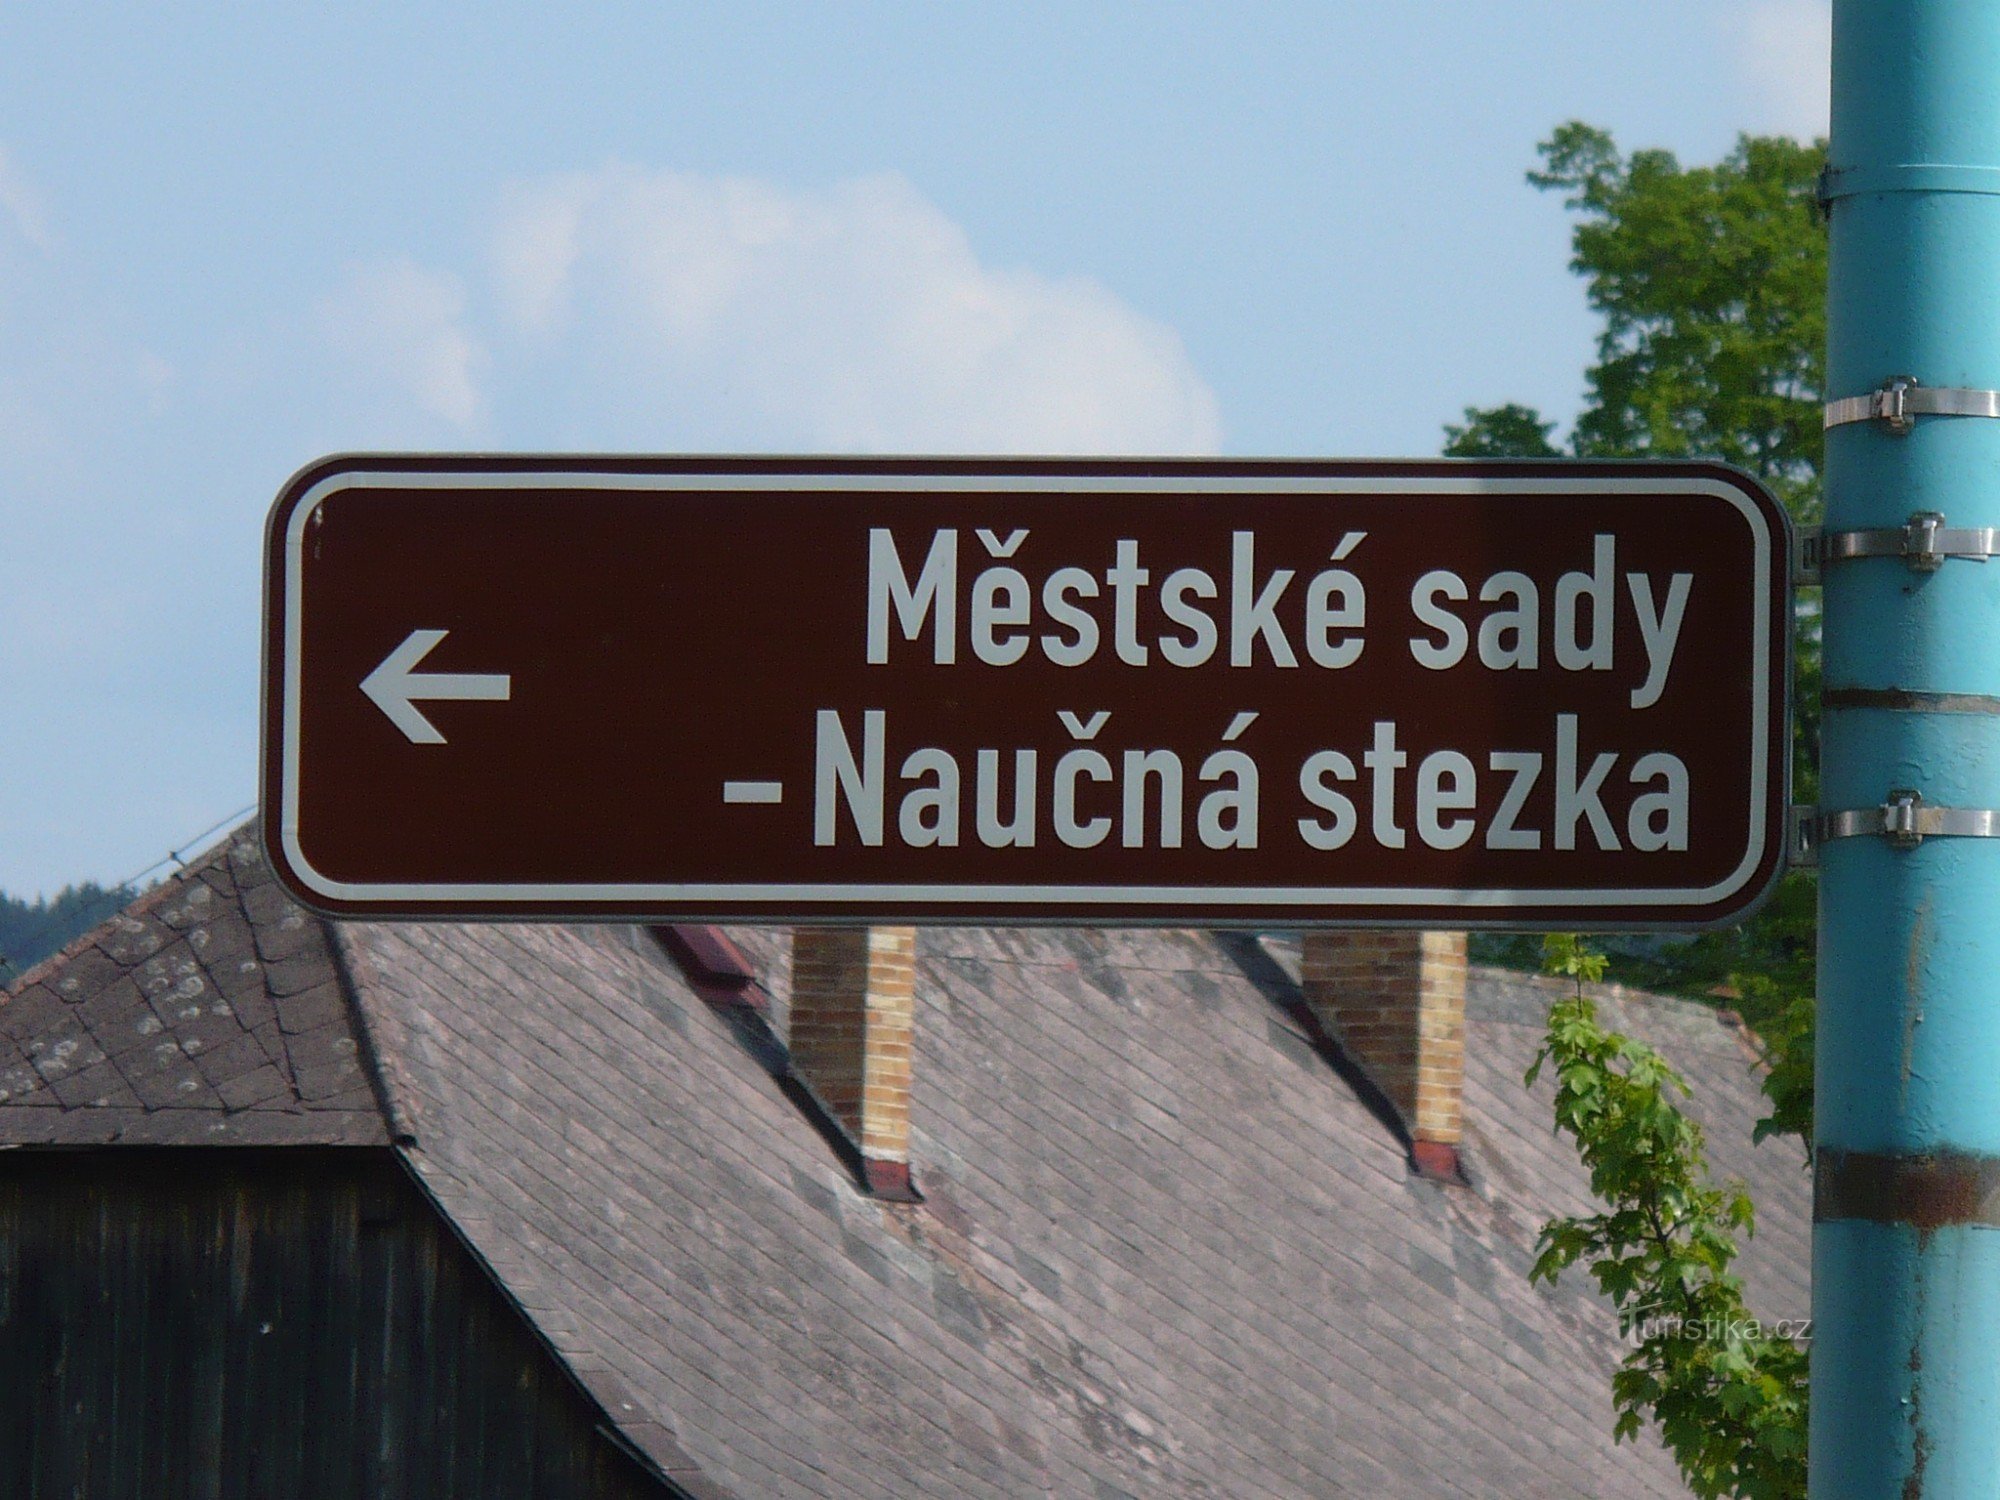 Městské sady
- Naučná stezka
Turistika.cz